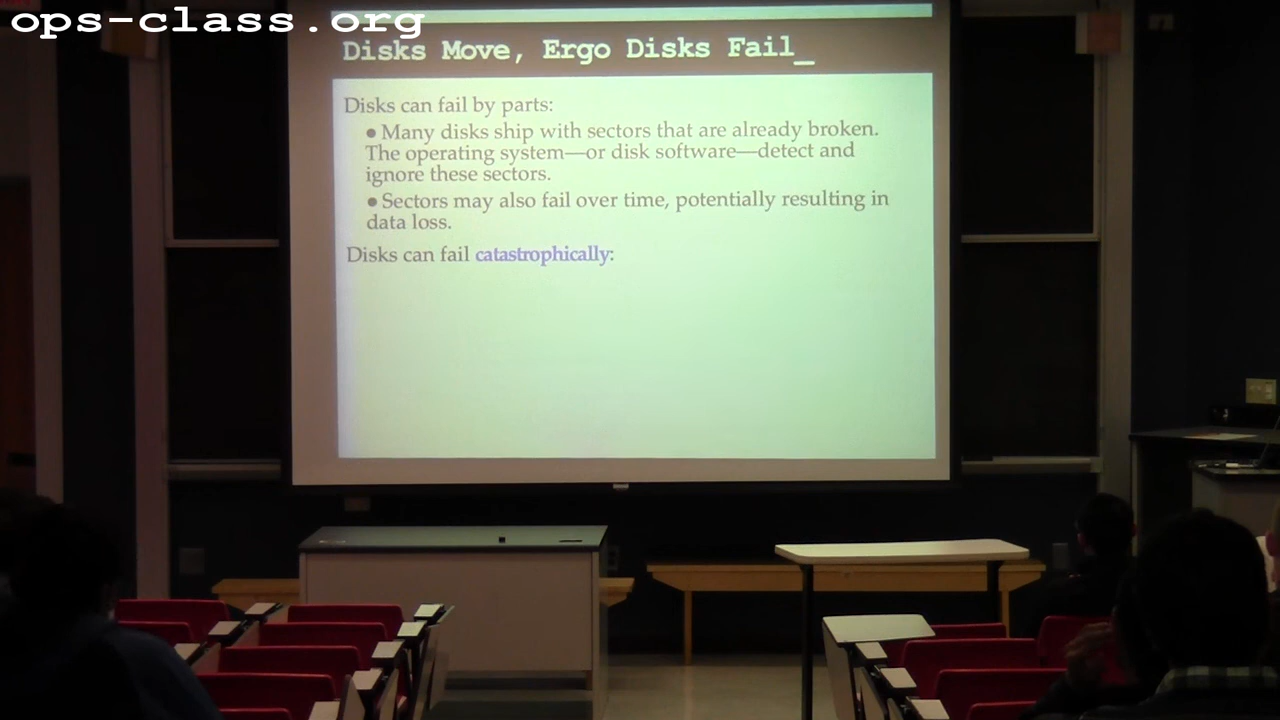 ops-class.org
Disks Move, Ergo Disks Fail_
Disks can fail by parts:
● Many disks ship with sectors that are already broken.
The operating system—or disk software—detect and
ignore these sectors.
● Sectors may also fail over time, potentially resulting in
data loss.
Disks can fail catastrophically: